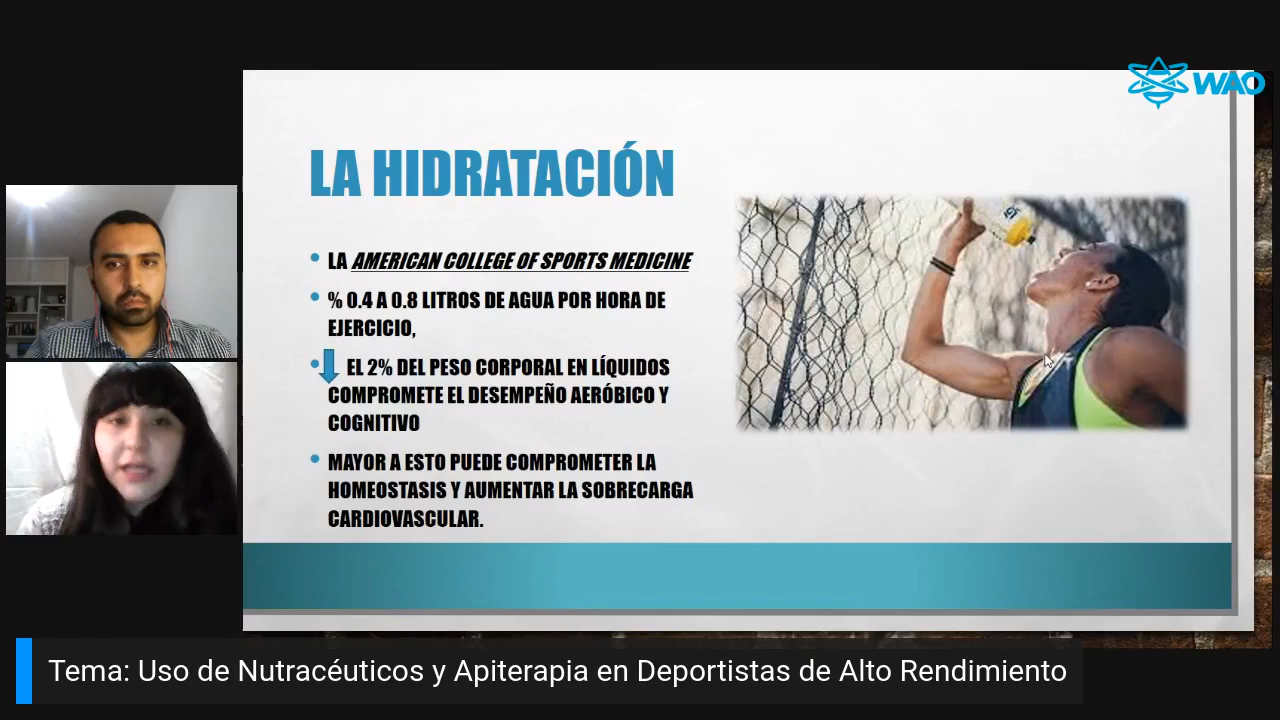 WAO
LA HIDRATACIÓN
LA AMERICAN COLLEGE OF SPORTS MEDICINE
% 0.4 A 0.8 LITROS DE AGUA POR HORA DE
EJERCICIO,
EL 2% DEL PESO CORPORAL EN LÍQUIDOS
COMPROMETE EL DESEMPEÑO AERÓBICO Y
COGNITIVO
MAYOR A ESTO PUEDE COMPROMETER LA
HOMEOSTASIS Y AUMENTAR LA SOBRECARGA
CARDIOVASCULAR.
Tema: Uso de Nutracéuticos y Apiterapia en Deportistas de Alto Rendimiento